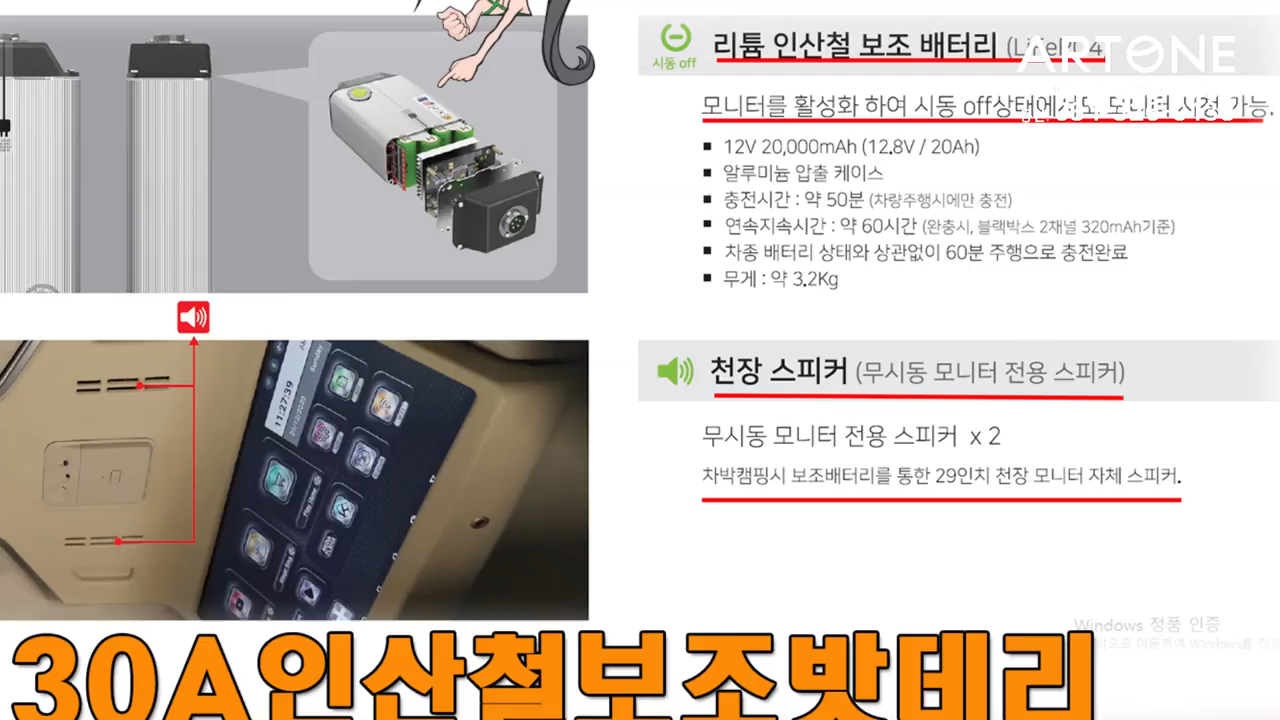 시동 off
리튬 인산철 보조 배터리
ARTONE
모니터를 활성화 하여 시동 off상태에서도 모니터 시청 가능.
12V 20,000mAh (12.8V / 20Ah)
알루미늄 압출 케이스
충전시간 : 약 50분 (차량주행시에만 충전)
연속지속시간 : 약 60시간 (완충시, 블랙박스 2채널 320mAh기준)
차종 배터리 상태와 상관없이 60분 주행으로 충전완료
무게 : 약 3.2Kg
천장 스피커 (무시동 모니터 전용 스피커)
무시동 모니터 전용 스피커 x 2
차박캠핑시 보조배터리를 통한 29인치 천장 모니터 자체 스피커.
11:27:39
Sunday
Windows 정품 인증
30A인산철보조밧테리